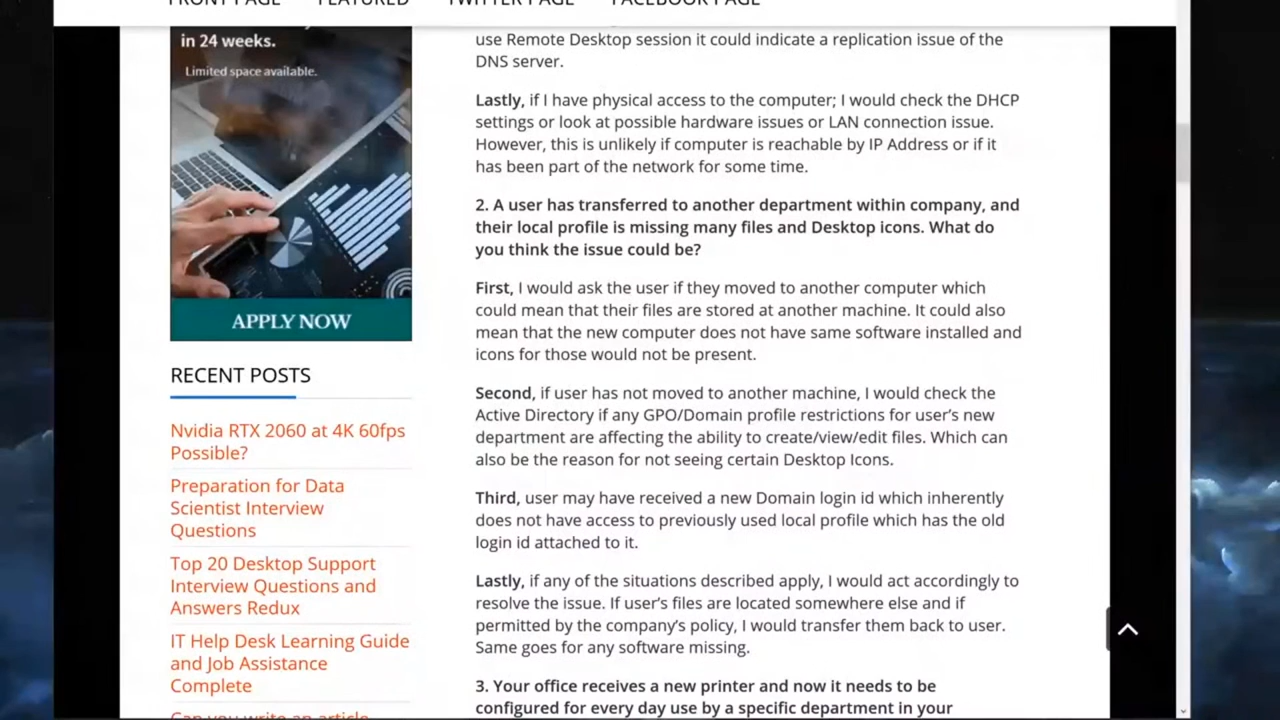 FRONT PAGE FEATURED TWITTER PAGE FACEBOOK PAGE
in 24 weeks.
Limited space available.
APPLY NOW
RECENT POSTS
Nvidia RTX 2060 at 4K 60fps
Possible?
Preparation for Data
Scientist Interview
Questions
Top 20 Desktop Support
Interview Questions and
Answers Redux
IT Help Desk Learning Guide
and Job Assistance
Complete
Can you write an article
use Remote Desktop session it could indicate a replication issue of the
DNS server.
Lastly, if I have physical access to the computer; I would check the DHCP
settings or look at possible hardware issues or LAN connection issue.
However, this is unlikely if computer is reachable by IP Address or if it
has been part of the network for some time.
2. A user has transferred to another department within company, and
their local profile is missing many files and Desktop icons. What do
you think the issue could be?
First, I would ask the user if they moved to another computer which
could mean that their files are stored at another machine. It could also
mean that the new computer does not have same software installed and
icons for those would not be present.
Second, if user has not moved to another machine, I would check the
Active Directory if any GPO/Domain profile restrictions for user's new
department are affecting the ability to create/view/edit files. Which can
also be the reason for not seeing certain Desktop Icons.
Third, user may have received a new Domain login id which inherently
does not have access to previously used local profile which has the old
login id attached to it.
Lastly, if any of the situations described apply, I would act accordingly to
resolve the issue. If user's files are located somewhere else and if
permitted by the company's policy, I would transfer them back to user.
Same goes for any software missing.
3. Your office receives a new printer and now it needs to be
configured for every day use by a specific department in your